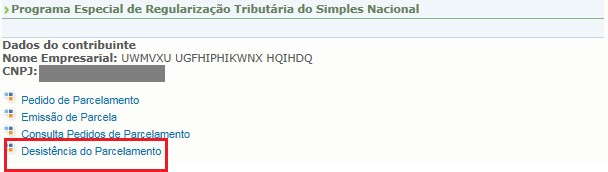 Programa Especial de Regularização Tributária do Simples Nacional
Dados do contribuinte
Nome Empresarial: UWMVXU UGFHIPHIKWNX HQIHDQ
CNPJ:
Pedido de Parcelamento
Emissão de Parcela
Consulta Pedidos de Parcelamento
Desistência do Parcelamento